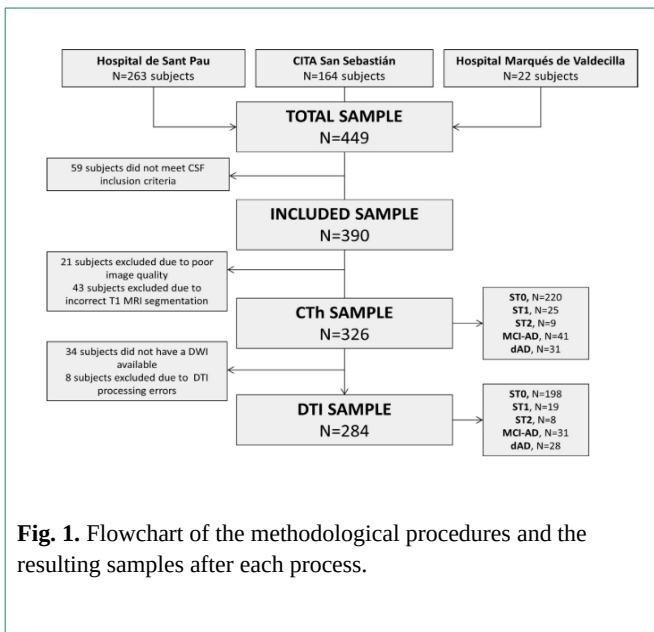 Hospital de Sant Pau
N=263 subjects
CITA San Sebastián
N=164 subjects
Hospital Marqués de Valdecilla
N=22 subjects
TOTAL SAMPLE
N=449
59 subjects did not meet CSF
inclusion criteria
INCLUDED SAMPLE
N=390
21 subjects excluded due to poor
image quality
43 subjects excluded due to
incorrect T1 MRI segmentation
CTh SAMPLE
N=326
ST0, N=220
ST1, N=25
ST2, N=9
MCI-AD, N=41
dAD, N=31
34 subjects did not have a DWI
available
8 subjects excluded due to DTI
processing errors
DTI SAMPLE
N=284
ST0, N=198
ST1, N=19
ST2, N=8
MCI-AD, N=31
dAD, N=28
Fig. 1. Flowchart of the methodological procedures and the
resulting samples after each process.